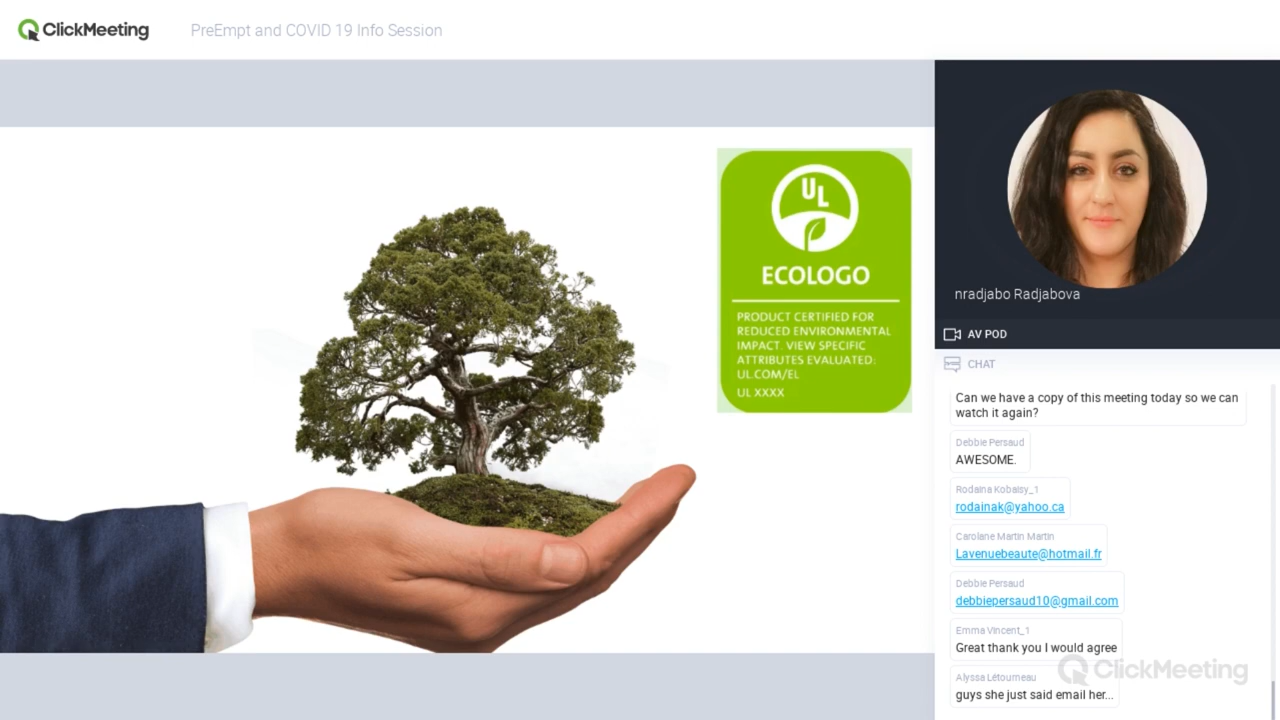 ClickMeeting
PreEmpt and COVID 19 Info Session
UL
ECOLOGO
PRODUCT CERTIFIED FOR
REDUCED ENVIRONMENTAL
IMPACT. VIEW SPECIFIC
ATTRIBUTES EVALUATED:
UL.COM/EL
UL XXXX
nradjabo Radjabova
AV POD
CHAT
Can we have a copy of this meeting today so we can
watch it again?
Debbie Persaud
AWESOME.
Rodaina Kobaisy_1
rodainak@yahoo.ca
Carolane Martin Martin
Lavenuebeaute@hotmail.fr
Debbie Persaud
debbiepersaud10@gmail.com
Emma Vincent_1
Great thank you I would agree
Alyssa Létourneau
guys she just said email her...
ClickMeeting